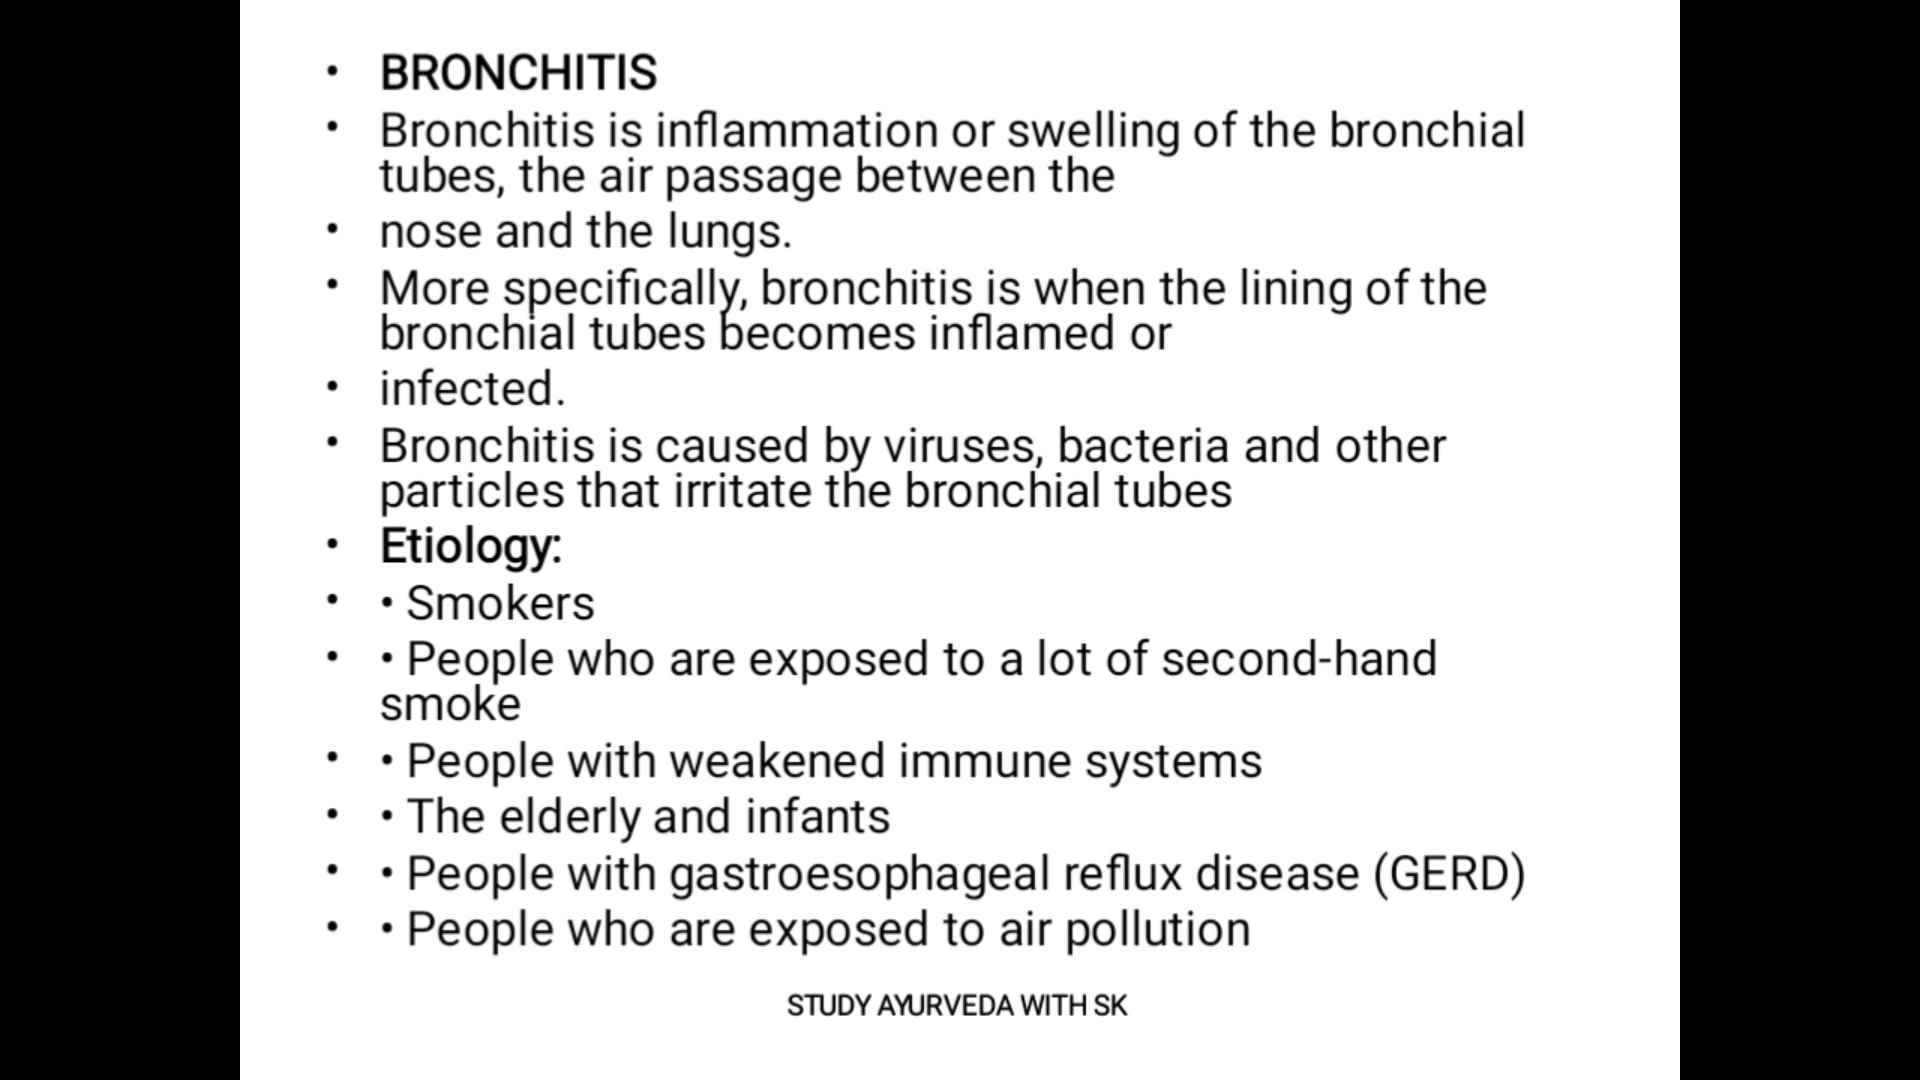 • BRONCHITIS
• Bronchitis is inflammation or swelling of the bronchial
tubes, the air passage between the
• nose and the lungs.
• More specifically, bronchitis is when the lining of the
bronchial tubes becomes inflamed or
• infected.
• Bronchitis is caused by viruses, bacteria and other
particles that irritate the bronchial tubes
• Etiology:
• • Smokers
• • People who are exposed to a lot of second-hand
smoke
• • People with weakened immune systems
• • The elderly and infants
• • People with gastroesophageal reflux disease (GERD)
• • People who are exposed to air pollution
STUDY AYURVEDA WITH SK